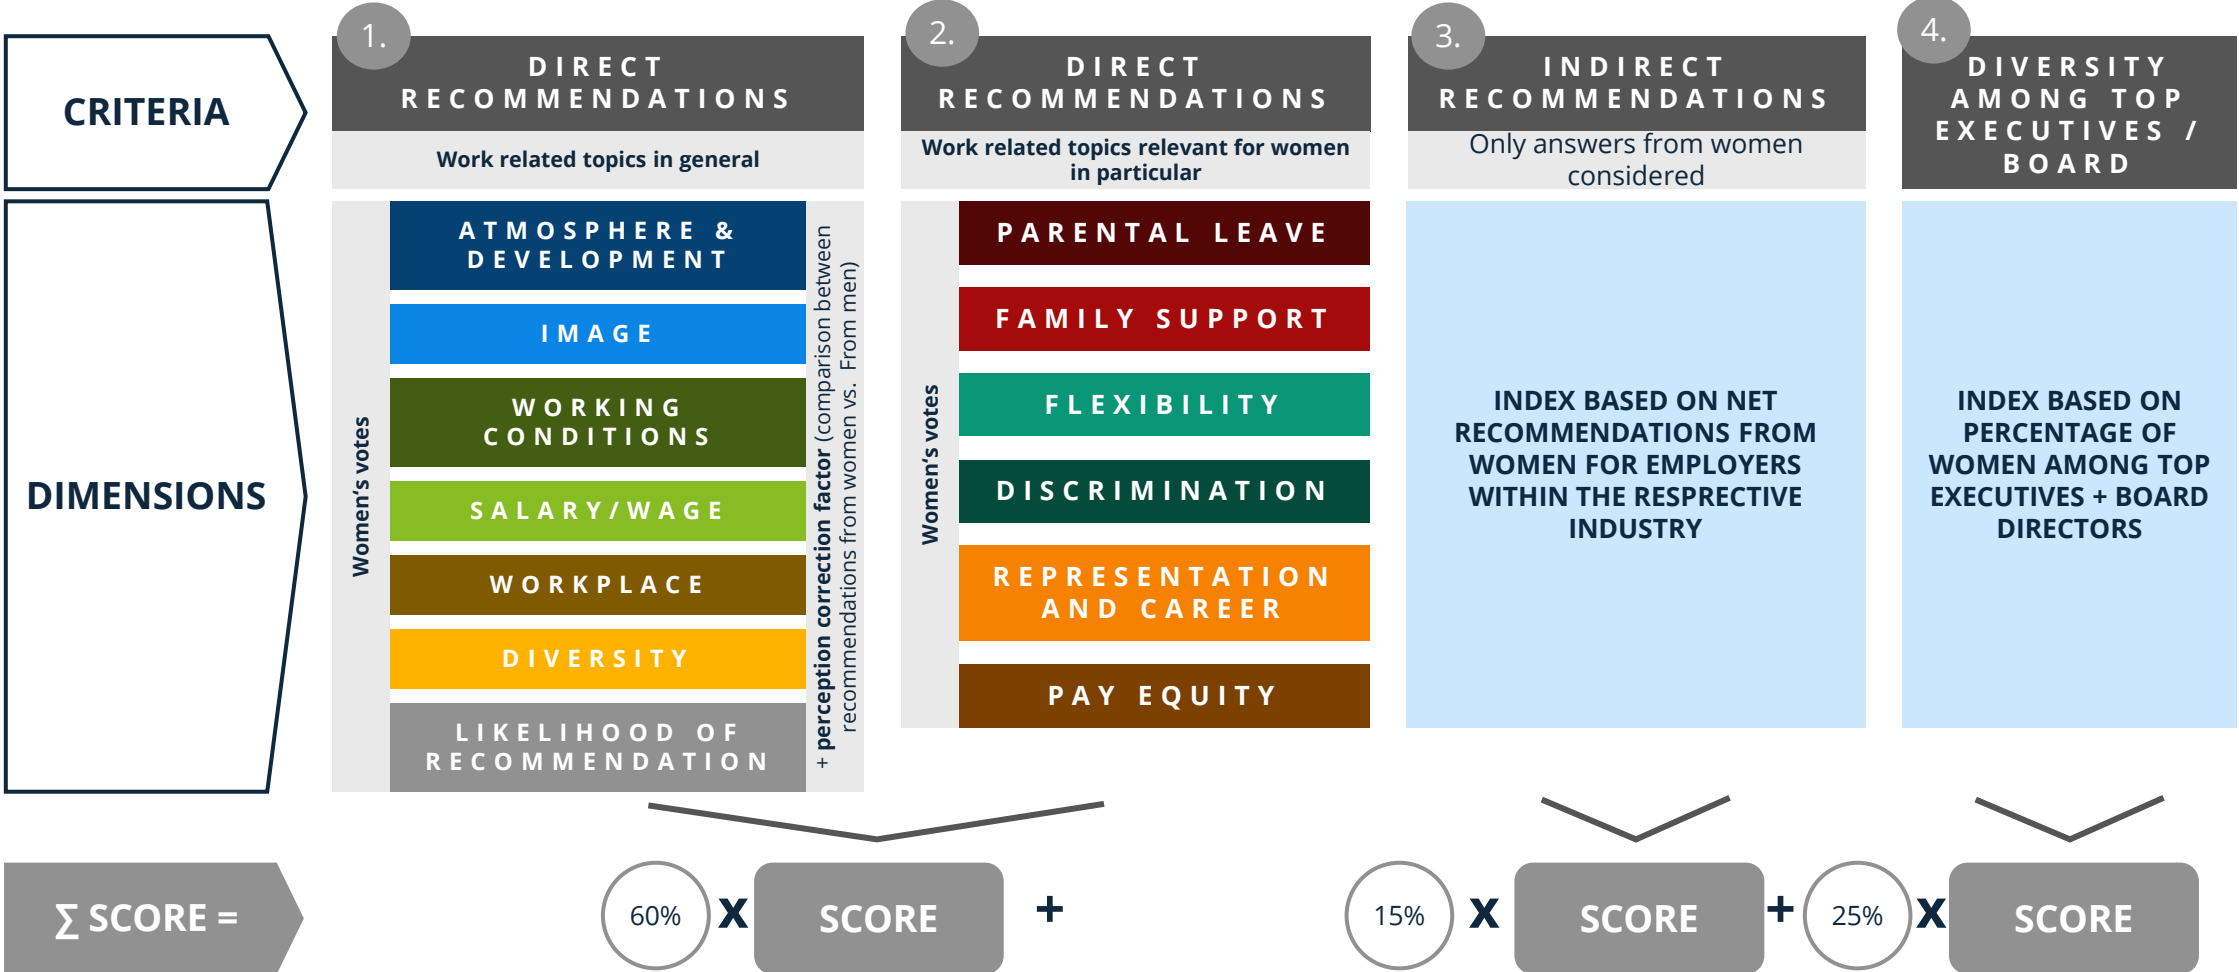 CRITERIA
1.
DIRECT
RECOMMENDATIONS
Work related topics in general
2.
DIRECT
RECOMMENDATIONS
Work related topics relevant for women
in particular
3.
INDIRECT
RECOMMENDATIONS
Only answers from women
considered
4.
DIVERSITY
AMONG TOP
EXECUTIVES /
BOARD
DIMENSIONS
Women‘s votes
ATMOSPHERE &
DEVELOPMENT
IMAGE
WORKING
CONDITIONS
SALARY/WAGE
WORKPLACE
DIVERSITY
LIKELIHOOD OF
RECOMMENDATION
+ perception correction factor (comparison between
recommendations from women vs. From men)
Women‘s votes
PARENTAL LEAVE
FAMILY SUPPORT
FLEXIBILITY
DISCRIMINATION
REPRESENTATION
AND CAREER
PAY EQUITY
INDEX BASED ON NET
RECOMMENDATIONS FROM
WOMEN FOR EMPLOYERS
WITHIN THE RESPRECTIVE
INDUSTRY
INDEX BASED ON
PERCENTAGE OF
WOMEN AMONG TOP
EXECUTIVES + BOARD
DIRECTORS
∑ SCORE =
60% x SCORE + 15% x SCORE + 25% x SCORE